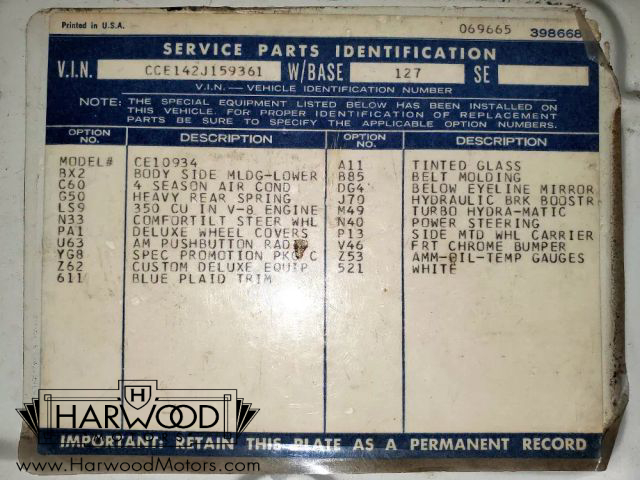 Printed in U.S.A. 069665 398668
SERVICE PARTS IDENTIFICATION
V.I.N. CCE142J159361 W/BASE 127 SE
V.I.N. — VEHICLE IDENTIFICATION NUMBER
NOTE: THE SPECIAL EQUIPMENT LISTED BELOW HAS BEEN INSTALLED ON
THIS VEHICLE. FOR PROPER IDENTIFICATION OF REPLACEMENT
PARTS BE SURE TO SPECIFY THE APPLICABLE OPTION NUMBERS.
OPTION NO. DESCRIPTION OPTION NO. DESCRIPTION
MODEL# CE10934
BX2 BODY SIDE MLDG-LOWER
C60 4 SEASON AIR COND
G50 HEAVY REAR SPRING
LS9 350 CU IN V-8 ENGINE
N33 COMFORTILT STEER WHL
PA1 DELUXE WHEEL COVERS
U63 AM PUSHBUTTON RADIO
YG8 SPEC PROMOTION PKG C
Z62 CUSTOM DELUXE EQUIP
611 BLUE PLAID TRIM
A11 TINTED GLASS
B85 BELT MOLDING
DG4 BELOW EYELINE MIRROR
J70 HYDRAULIC BRK BOOSTR
M49 TURBO HYDRA-MATIC
N40 POWER STEERING
P13 SIDE MTD WHL CARRIER
V46 FRT CHROME BUMPER
Z53 AMM-OIL-TEMP GAUGES
521 WHITE
H
HARWOOD
IMPORTANT: RETAIN THIS PLATE AS A PERMANENT RECORD
www.HarwoodMotors.com